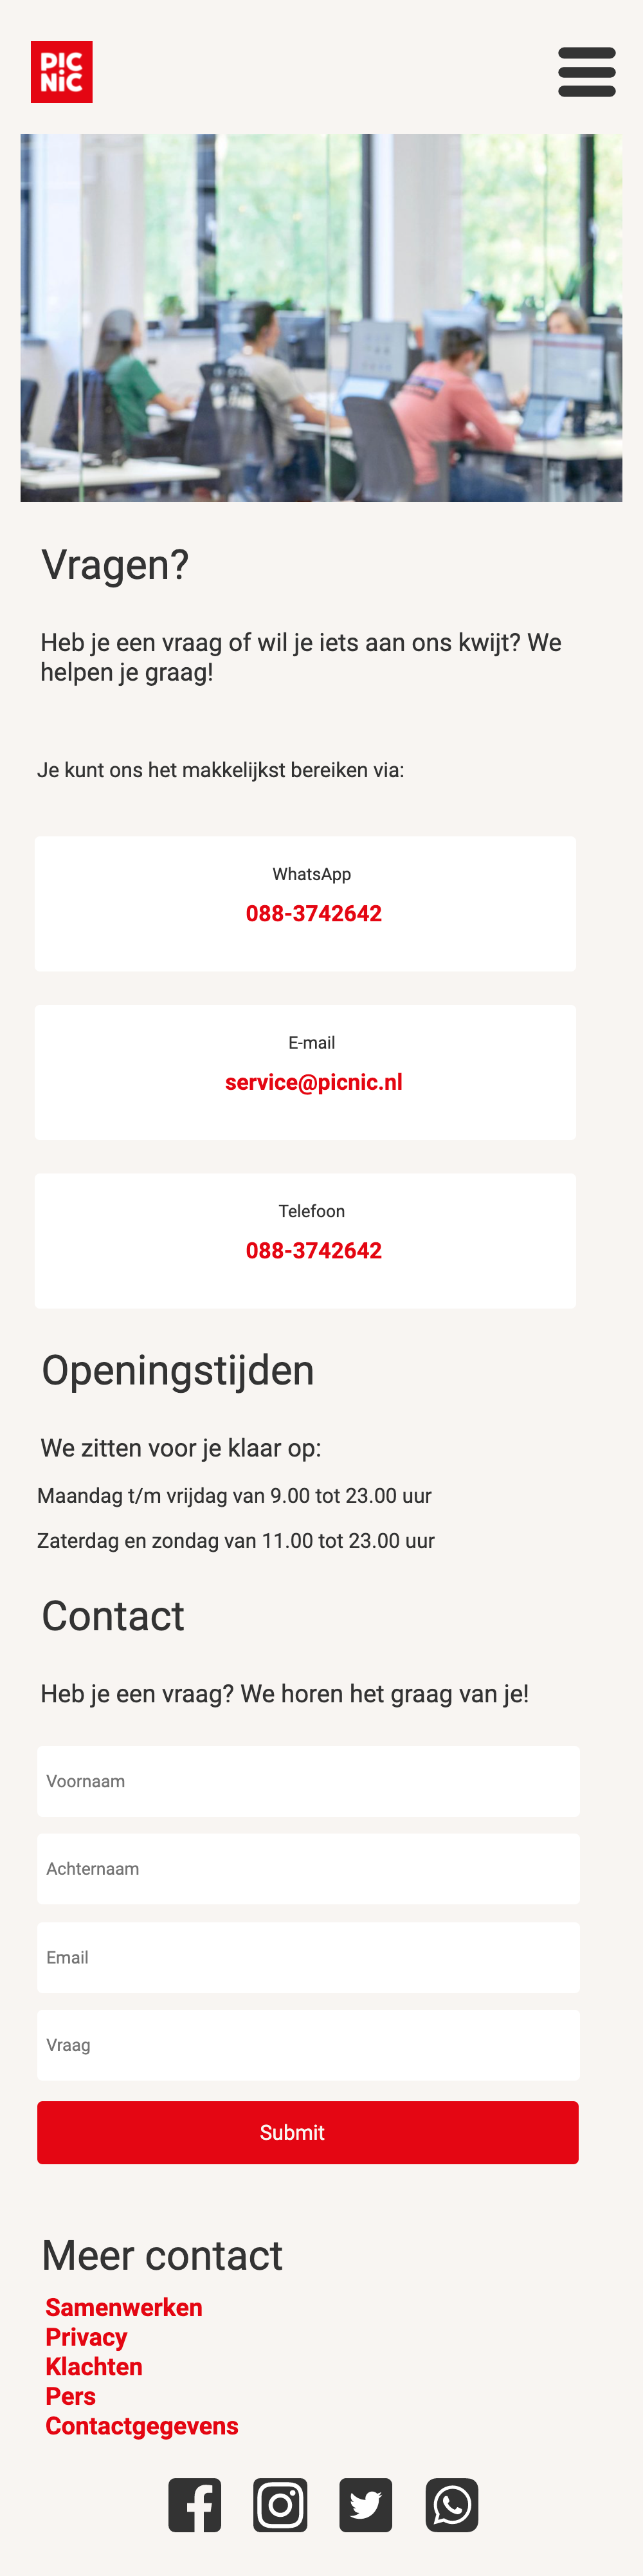 PIC
NiC
Vragen?
Heb je een vraag of wil je iets aan ons kwijt? We
helpen je graag!
Je kunt ons het makkelijkst bereiken via:
WhatsApp
088-3742642
E-mail
service@picnic.nl
Telefoon
088-3742642
Openingstijden
We zitten voor je klaar op:
Maandag t/m vrijdag van 9.00 tot 23.00 uur
Zaterdag en zondag van 11.00 tot 23.00 uur
Contact
Heb je een vraag? We horen het graag van je!
Voornaam
Achternaam
Email
Vraag
Submit
Meer contact
Samenwerken
Privacy
Klachten
Pers
Contactgegevens